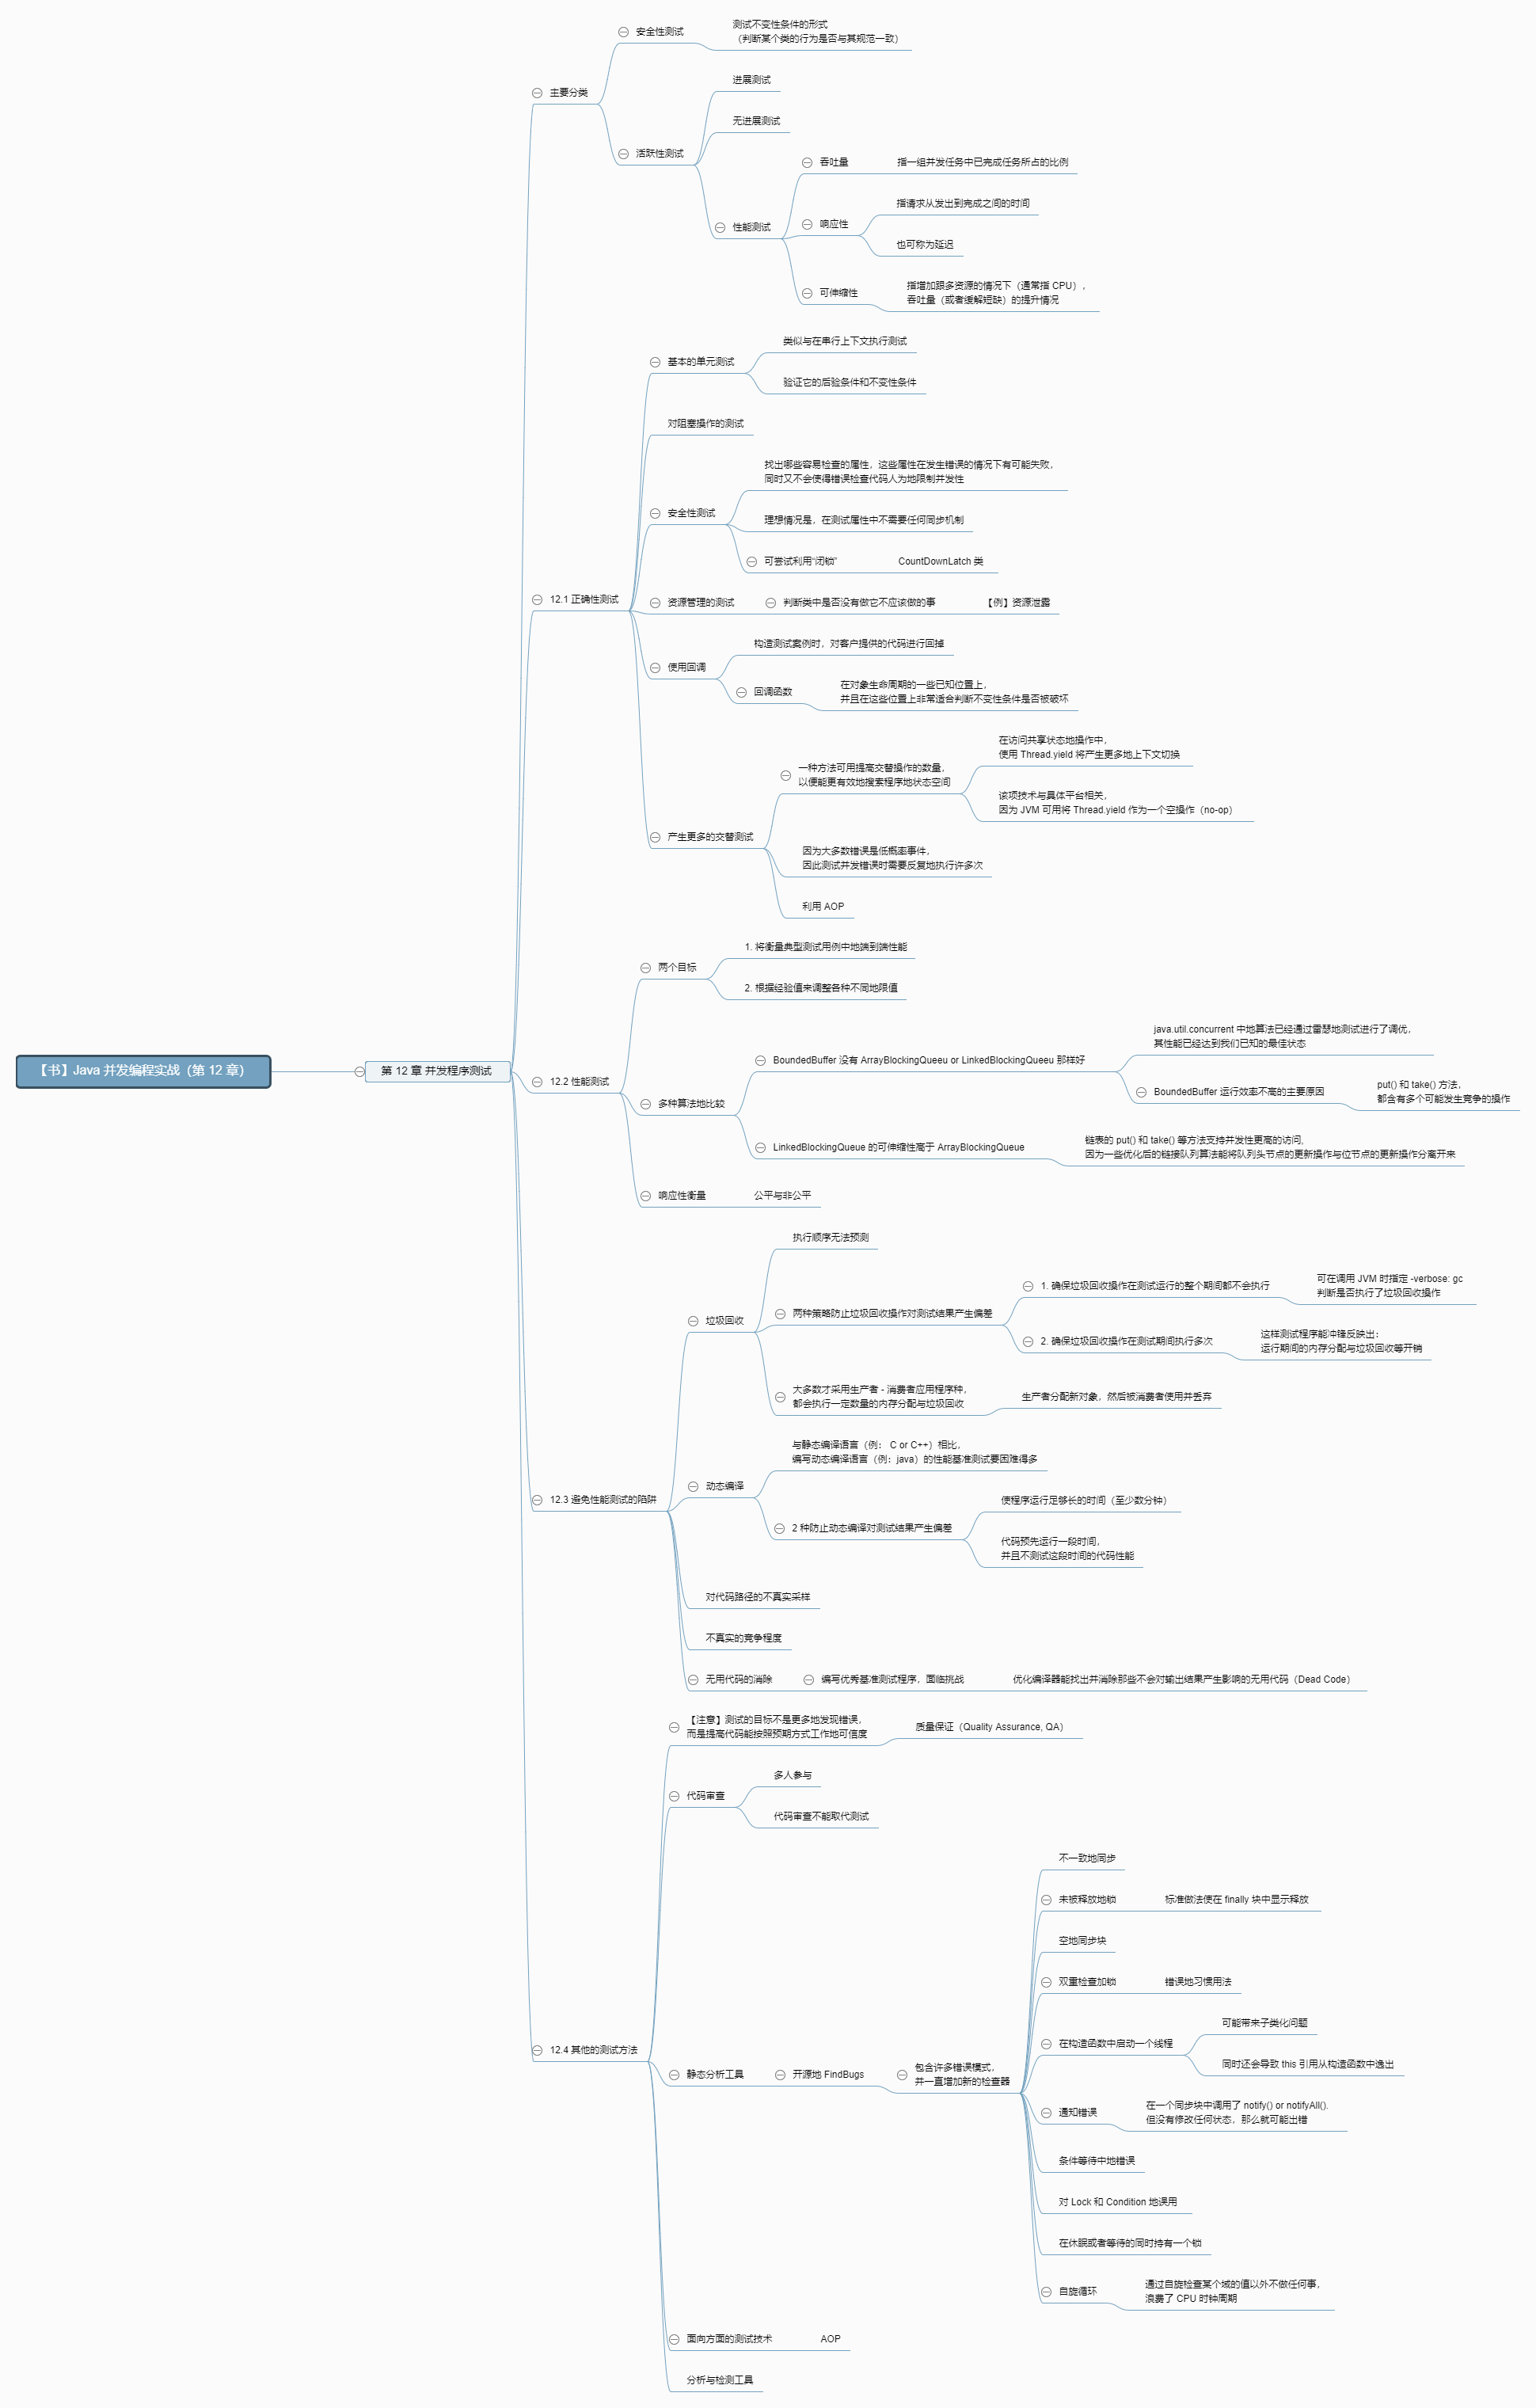 【书】Java 并发编程实战（第 12 章）
第 12 章 并发程序测试
主要分类
安全性测试
测试不变性条件的形式
（判断某个类的行为是否与其规范一致）
活跃性测试
进展测试
无进展测试
性能测试
吞吐量
指一组并发任务中已完成任务所占的比例
响应性
指请求从发出到完成之间的时间
也可称为延迟
可伸缩性
指增加跟多资源的情况下（通常指 CPU），
吞吐量（或者缓解短缺）的提升情况
12.1 正确性测试
基本的单元测试
类似与在串行上下文执行测试
验证它的后验条件和不变性条件
对阻塞操作的测试
安全性测试
找出哪些容易检查的属性，这些属性在发生错误的情况下有可能失败，
同时又不会使得错误检查代码人为地限制并发性
理想情况是，在测试属性中不需要任何同步机制
可尝试利用“闭锁”
CountDownLatch 类
资源管理的测试
判断类中是否没有做它不应该做的事
【例】资源泄露
使用回调
构造测试案例时，对客户提供的代码进行回掉
回调函数
在对象生命周期的一些已知位置上，
并且在这些位置上非常适合判断不变性条件是否被破坏
产生更多的交替测试
一种方法可用提高交替操作的数量，
以便能更有效地搜索程序地状态空间
在访问共享状态地操作中，
使用 Thread.yield 将产生更多地上下文切换
该项技术与具体平台相关，
因为 JVM 可用将 Thread.yield 作为一个空操作（no-op）
因为大多数错误是低概率事件，
因此测试并发错误时需要反复地执行许多次
利用 AOP
12.2 性能测试
两个目标
1. 将衡量典型测试用例中地端到端性能
2. 根据经验值来调整各种不同地限值
多种算法地比较
BoundedBuffer 没有 ArrayBlockingQueeu or LinkedBlockingQueeu 那样好
java.util.concurrent 中地算法已经通过雷瑟地测试进行了调优，
其性能已经达到我们已知的最佳状态
BoundedBuffer 运行效率不高的主要原因
put() 和 take() 方法，
都含有多个可能发生竞争的操作
LinkedBlockingQueue 的可伸缩性高于 ArrayBlockingQueue
链表的 put() 和 take() 等方法支持并发性更高的访问，
因为一些优化后的链接队列算法能将队列头节点的更新操作与位节点的更新操作分离开来
响应性衡量
公平与非公平
12.3 避免性能测试的陷阱
垃圾回收
执行顺序无法预测
两种策略防止垃圾回收操作对测试结果产生偏差
1. 确保垃圾回收操作在测试运行的整个期间都不会执行
可在调用 JVM 时指定 -verbose: gc
判断是否执行了垃圾回收操作
2. 确保垃圾回收操作在测试期间执行多次
这样测试程序能冲锋反映出：
运行期间的内存分配与垃圾回收等开销
大多数才采用生产者 - 消费者应用程序种，
都会执行一定数量的内存分配与垃圾回收
生产者分配新对象，然后被消费者使用并丢弃
动态编译
与静态编译语言（例： C or C++）相比，
编写动态编译语言（例：java）的性能基准测试要困难得多
2 种防止动态编译对测试结果产生偏差
使程序运行足够长的时间（至少数分钟）
代码预先运行一段时间，
并且不测试这段时间的代码性能
对代码路径的不真实采样
不真实的竞争程度
无用代码的消除
编写优秀基准测试程序，面临挑战
优化编译器能找出并消除那些不会对输出结果产生影响的无用代码（Dead Code）
12.4 其他的测试方法
【注意】测试的目标不是更多地发现错误，
而是提高代码能按照预期方式工作地可信度
质量保证（Quality Assurance, QA）
代码审查
多人参与
代码审查不能取代测试
静态分析工具
开源地 FindBugs
包含许多错误模式，
并一直增加新的检查器
不一致地同步
未被释放地锁
标准做法使在 finally 块中显示释放
空地同步块
双重检查加锁
错误地习惯用法
在构造函数中启动一个线程
可能带来子类化问题
同时还会导致 this 引用从构造函数中逸出
通知错误
在一个同步块中调用了 notify() or notifyAll().
但没有修改任何状态，那么就可能出错
条件等待中地错误
对 Lock 和 Condition 地误用
在休眠或者等待的同时持有一个锁
自旋循环
通过自旋检查某个域的值以外不做任何事，
浪费了 CPU 时钟周期
面向方面的测试技术
AOP
分析与检测工具